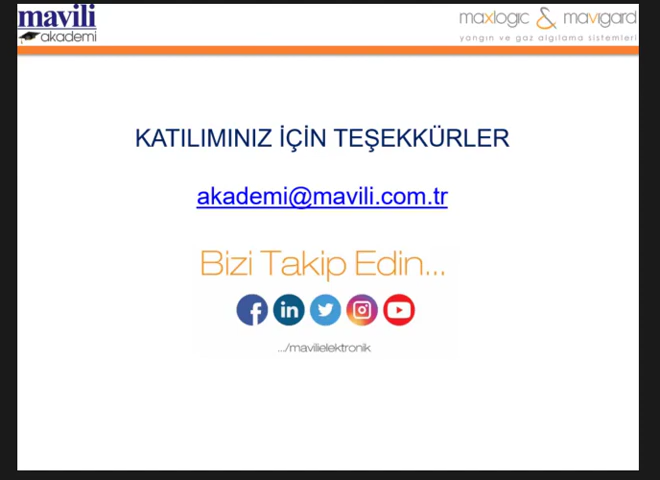 mavili
akademi
maxlogic & mavigard
yangın ve gaz algılama sistemleri
KATILIMINIZ İÇİN TEŞEKKÜRLER
akademi@mavili.com.tr
Bizi Takip Edin...
.../mavilielektronik